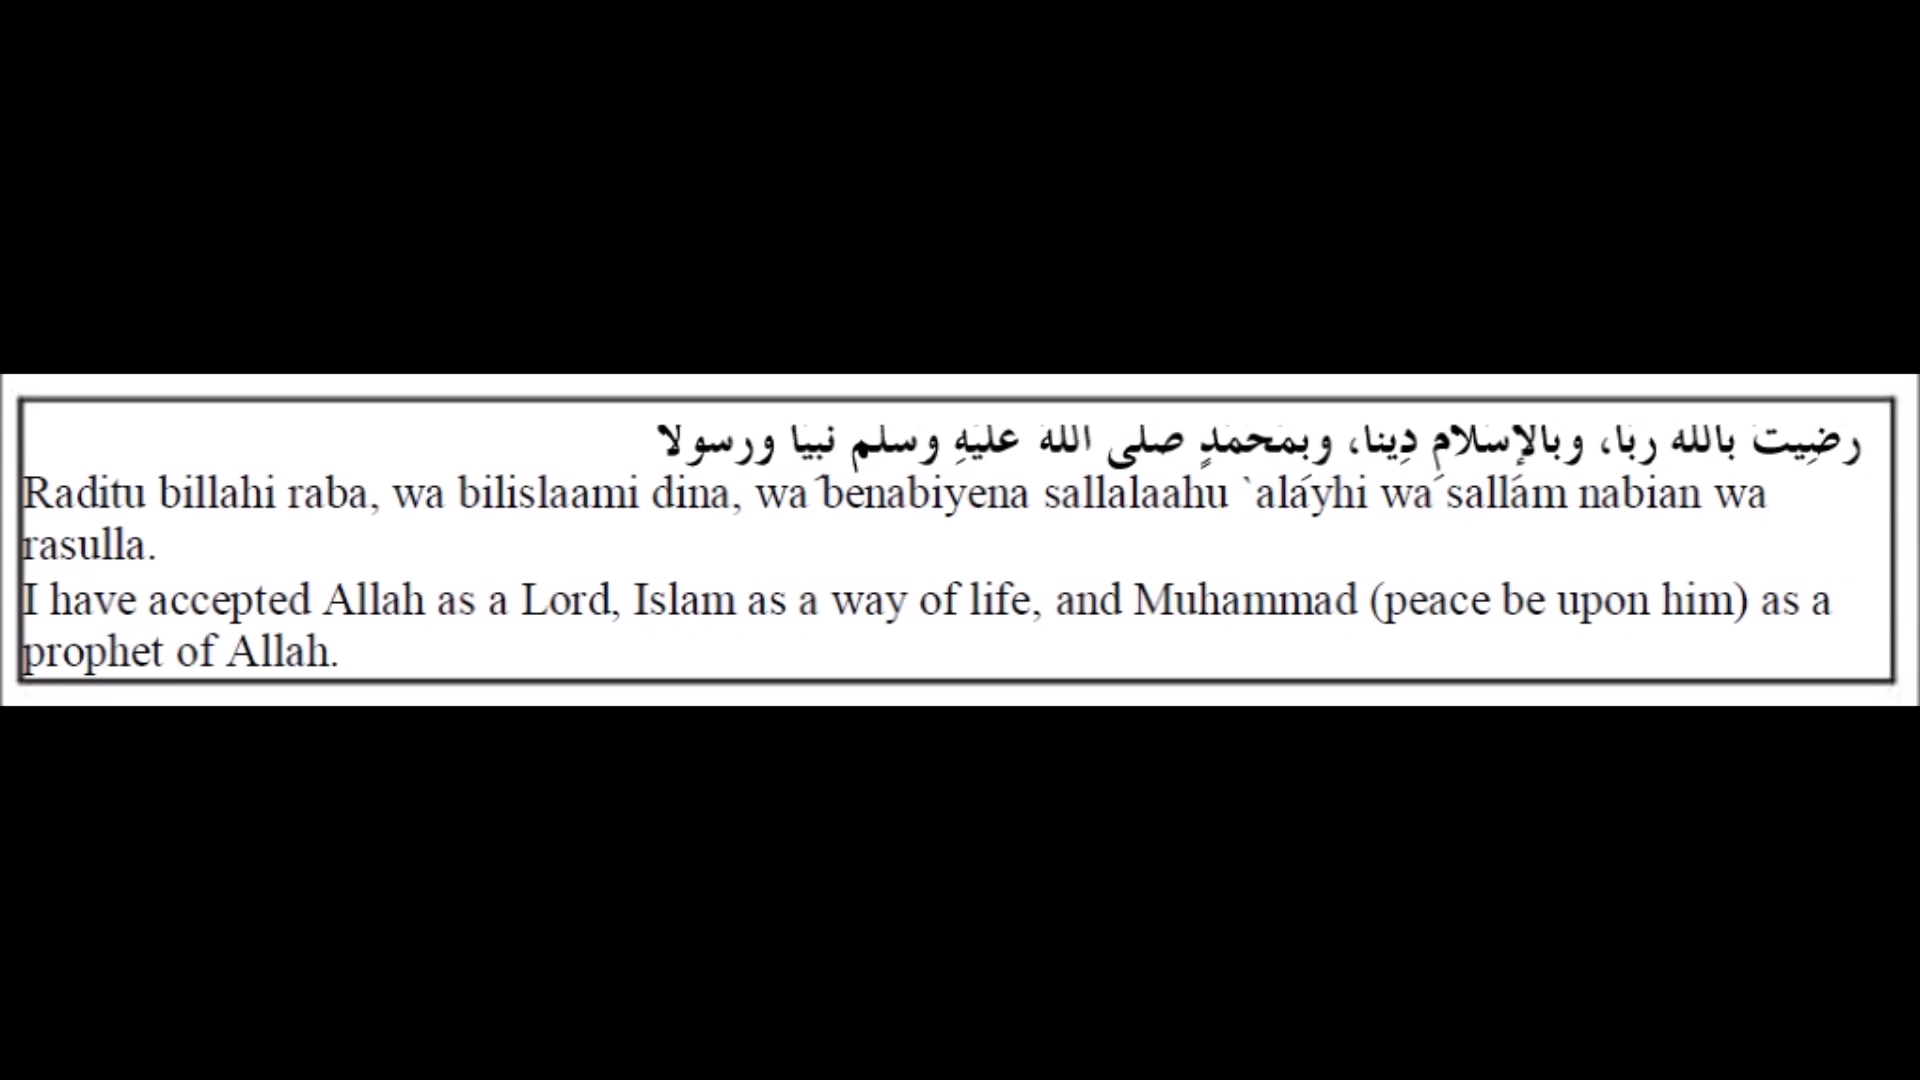 رضِيت بالله ربا، وبالإسلام دِينا، وبمحمدٍ صلى الله عليهِ وسلم نبيا ورسولا
Raditu billahi raba, wa bilislaami dina, wa benabiyena sallalaahu `alayhi wa sallam nabian wa
rasulla.
I have accepted Allah as a Lord, Islam as a way of life, and Muhammad (peace be upon him) as a
prophet of Allah.